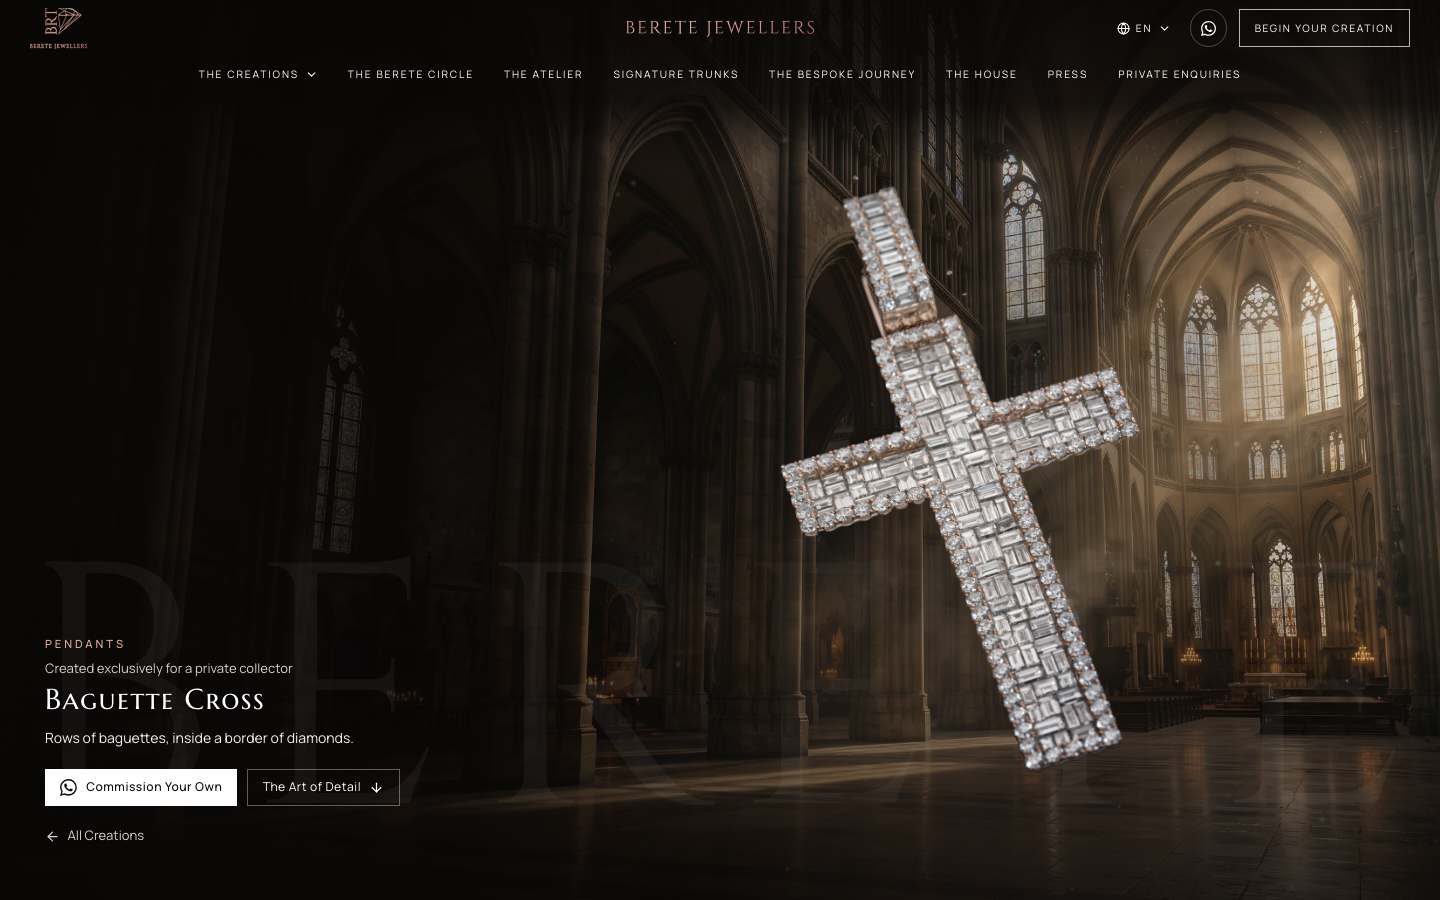 BRT
BERETE JEWELLERS
BERETE JEWELLERS
EN
BEGIN YOUR CREATION
THE CREATIONS
THE BERETE CIRCLE
THE ATELIER
SIGNATURE TRUNKS
THE BESPOKE JOURNEY
THE HOUSE
PRESS
PRIVATE ENQUIRIES
BERETE
PENDANTS
Created exclusively for a private collector
Baguette Cross
Rows of baguettes, inside a border of diamonds.
Commission Your Own
The Art of Detail
All Creations